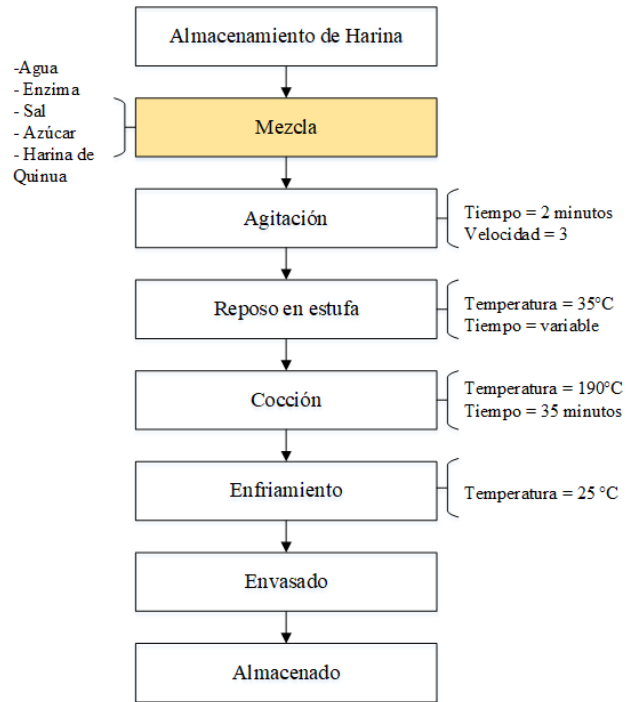 Almacenamiento de Harina
-Agua
- Enzima
- Sal
- Azúcar
- Harina de
Quinua
Mezcla
Agitación
Tiempo = 2 minutos
Velocidad = 3
Reposo en estufa
Temperatura = 35°C
Tiempo = variable
Cocción
Temperatura = 190°C
Tiempo = 35 minutos
Enfriamiento
Temperatura = 25 °C
Envasado
Almacenado